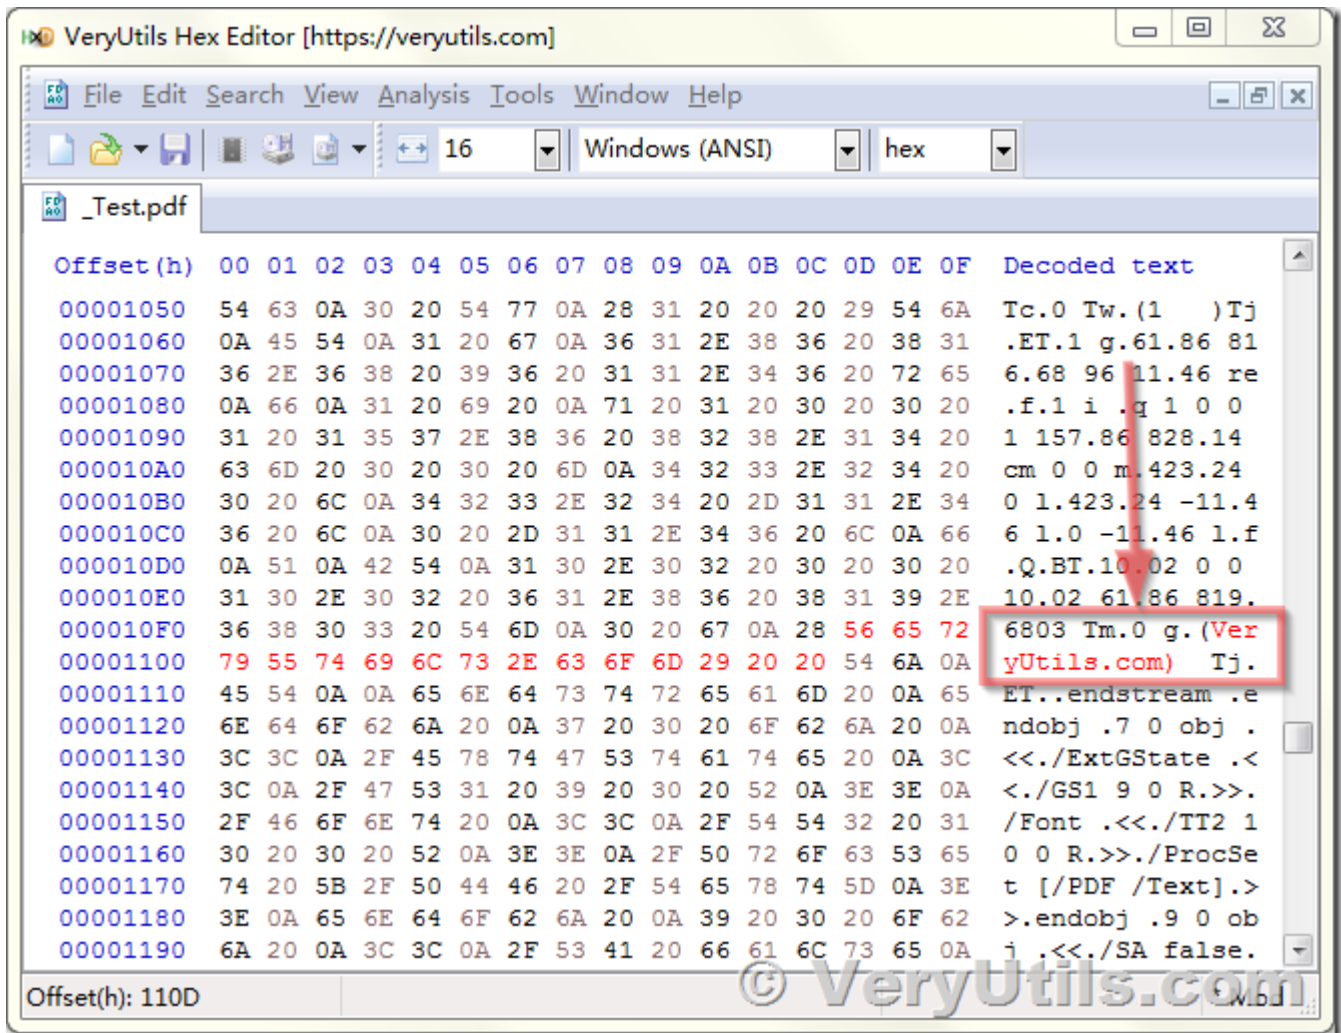 VeryUtils Hex Editor [https://veryutils.com]
File Edit Search View Analysis Tools Window Help
16 Windows (ANSI) hex
_Test.pdf
Offset(h) 00 01 02 03 04 05 06 07 08 09 0A 0B 0C 0D 0E 0F Decoded text
00001050 54 63 0A 30 20 54 77 0A 28 31 20 20 20 29 54 6A Tc.0 Tw.(1   )Tj
00001060 0A 45 54 0A 31 20 67 0A 36 31 2E 38 36 20 38 31 .ET.1 g.61.86 81
00001070 36 2E 36 38 20 39 36 20 31 31 2E 34 36 20 72 65 6.68 96 11.46 re
00001080 0A 66 0A 31 20 69 20 0A 71 20 31 20 30 20 30 20 .f.1 i .q 1 0 0
00001090 31 20 31 35 37 2E 38 36 20 38 32 38 2E 31 34 20 1 157.86 828.14
000010A0 63 6D 20 30 20 30 20 6D 0A 34 32 33 2E 32 34 20 cm 0 0 m.423.24
000010B0 30 20 6C 0A 34 32 33 2E 32 34 20 2D 31 31 2E 34 0 l.423.24 -11.4
000010C0 36 20 6C 0A 30 20 2D 31 31 2E 34 36 20 6C 0A 66 6 l.0 -11.46 l.f
000010D0 0A 51 0A 42 54 0A 31 30 2E 30 32 20 30 20 30 20 .Q.BT.10.02 0 0
000010E0 31 30 2E 30 32 20 36 31 2E 38 36 20 38 31 39 2E 10.02 61.86 819.
000010F0 36 38 30 33 20 54 6D 0A 30 20 67 0A 28 56 65 72 6803 Tm.0 g.(Ver
00001100 79 55 74 69 6C 73 2E 63 6F 6D 29 20 20 54 6A 0A yUtils.com)  Tj.
00001110 45 54 0A 0A 65 6E 64 73 74 72 65 61 6D 20 0A 65 ET..endstream .e
00001120 6E 64 6F 62 6A 20 0A 37 20 30 20 6F 62 6A 20 0A ndobj .7 0 obj .
00001130 3C 3C 0A 2F 45 78 74 47 53 74 61 74 65 20 0A 3C <<./ExtGState .<
00001140 3C 0A 2F 47 53 31 20 39 20 30 20 52 0A 3E 3E 0A <./GS1 9 0 R.>>.
00001150 2F 46 6F 6E 74 20 0A 3C 3C 0A 2F 54 54 32 20 31 /Font .<<./TT2 1
00001160 30 20 30 20 52 0A 3E 3E 0A 2F 50 72 6F 63 53 65 0 0 R.>>./ProcSe
00001170 74 20 5B 2F 50 44 46 20 2F 54 65 78 74 5D 0A 3E t [/PDF /Text].>
00001180 3E 0A 65 6E 64 6F 62 6A 20 0A 39 20 30 20 6F 62 >.endobj .9 0 ob
00001190 6A 20 0A 3C 3C 0A 2F 53 41 20 66 61 6C 73 65 0A j .<<./SA false.
© VeryUtils.com
Offset(h): 110D